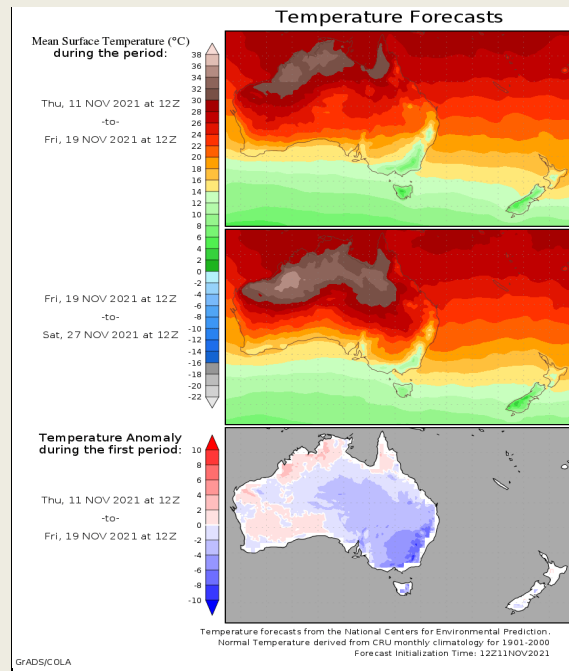 Temperature Forecasts
Mean Surface Temperature (°C)
during the period:
Thu, 11 NOV 2021 at 12Z
-to-
Fri, 19 NOV 2021 at 12Z
38
36
34
32
30
28
26
24
22
20
18
16
14
12
10
8
6
4
2
0
-2
-4
-6
-8
-10
-12
-14
-16
-18
-20
-22
Fri, 19 NOV 2021 at 12Z
-to-
Sat, 27 NOV 2021 at 12Z
Temperature Anomaly
during the first period:
Thu, 11 NOV 2021 at 12Z
-to-
Fri, 19 NOV 2021 at 12Z
10
8
6
4
2
0
-2
-4
-6
-8
-10
Temperature forecasts from the National Centers for Environmental Prediction.
Normal Temperature derived from CRU monthly climatology for 1901-2000
Forecast Initialization Time: 12Z11NOV2021
GrADS/COLA